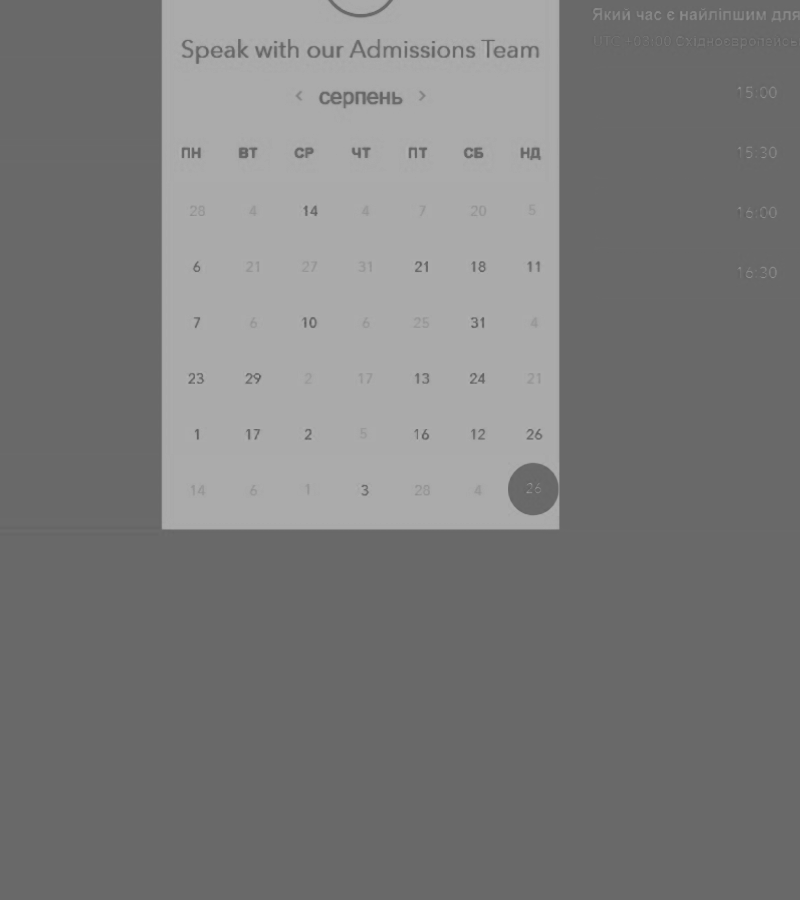 Speak with our Admissions Team
< серпень >
ПН ВТ СР ЧТ ПТ СБ НД
28 4 14 4 7 20 5
6 21 27 31 21 18 11
7 6 10 6 25 31 4
23 29 2 17 13 24 21
1 17 2 5 16 12 26
14 6 1 3 28 4 26
Який час є найліпшим для
UTC +03:00 Східноєвропейсь
15:00
15:30
16:00
16:30